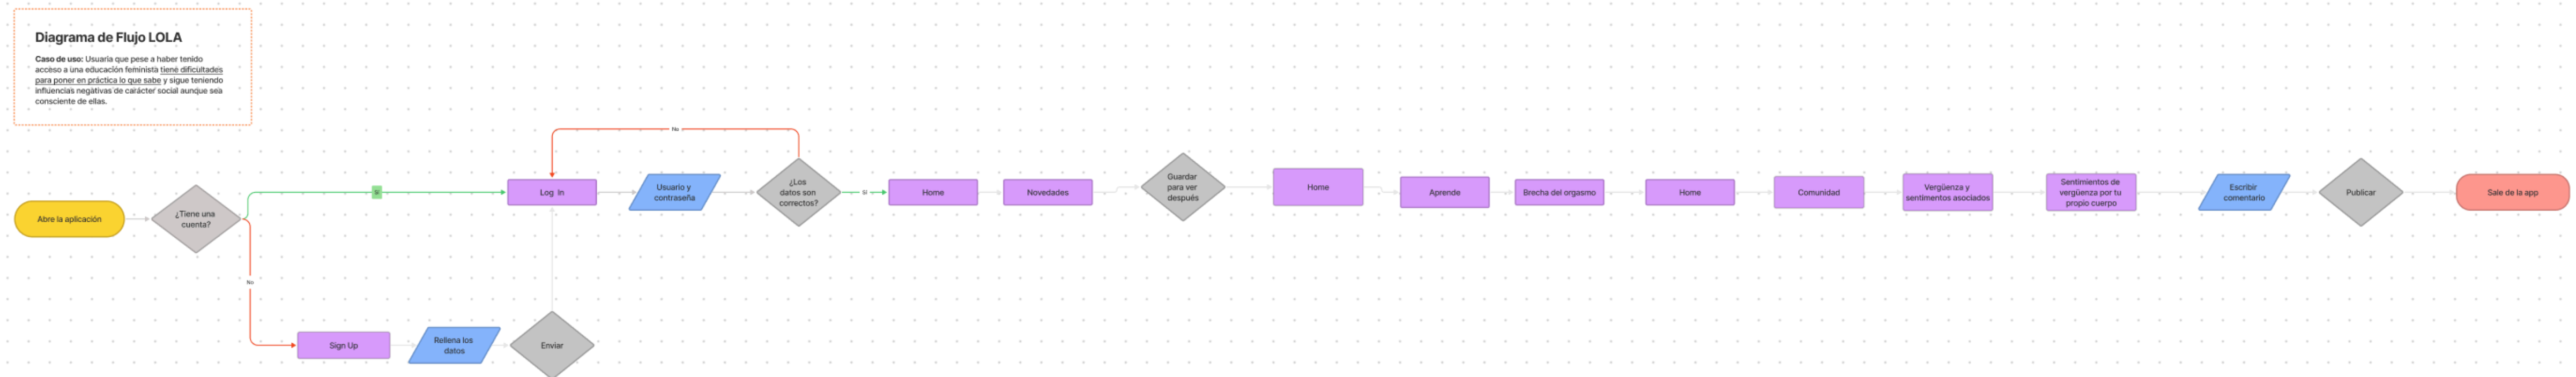 Diagrama de Flujo LOLA
Caso de uso: Usuaria que pese a haber tenido
acceso a una educación feminista tiene dificultades
para poner en práctica lo que sabe y sigue teniendo
influencias negativas de carácter social aunque sea
consciente de ellas.
Abre la aplicación
¿Tiene una
cuenta?
Sí
No
Sign Up
Rellena los
datos
Enviar
Log In
Usuario y
contraseña
¿Los
datos son
correctos?
No
Sí
Home
Novedades
Guardar
para ver
después
Home
Aprende
Brecha del orgasmo
Home
Comunidad
Vergüenza y
sentimentos asociados
Sentimientos de
vergüenza por tu
propio cuerpo
Escribir
comentario
Publicar
Sale de la app